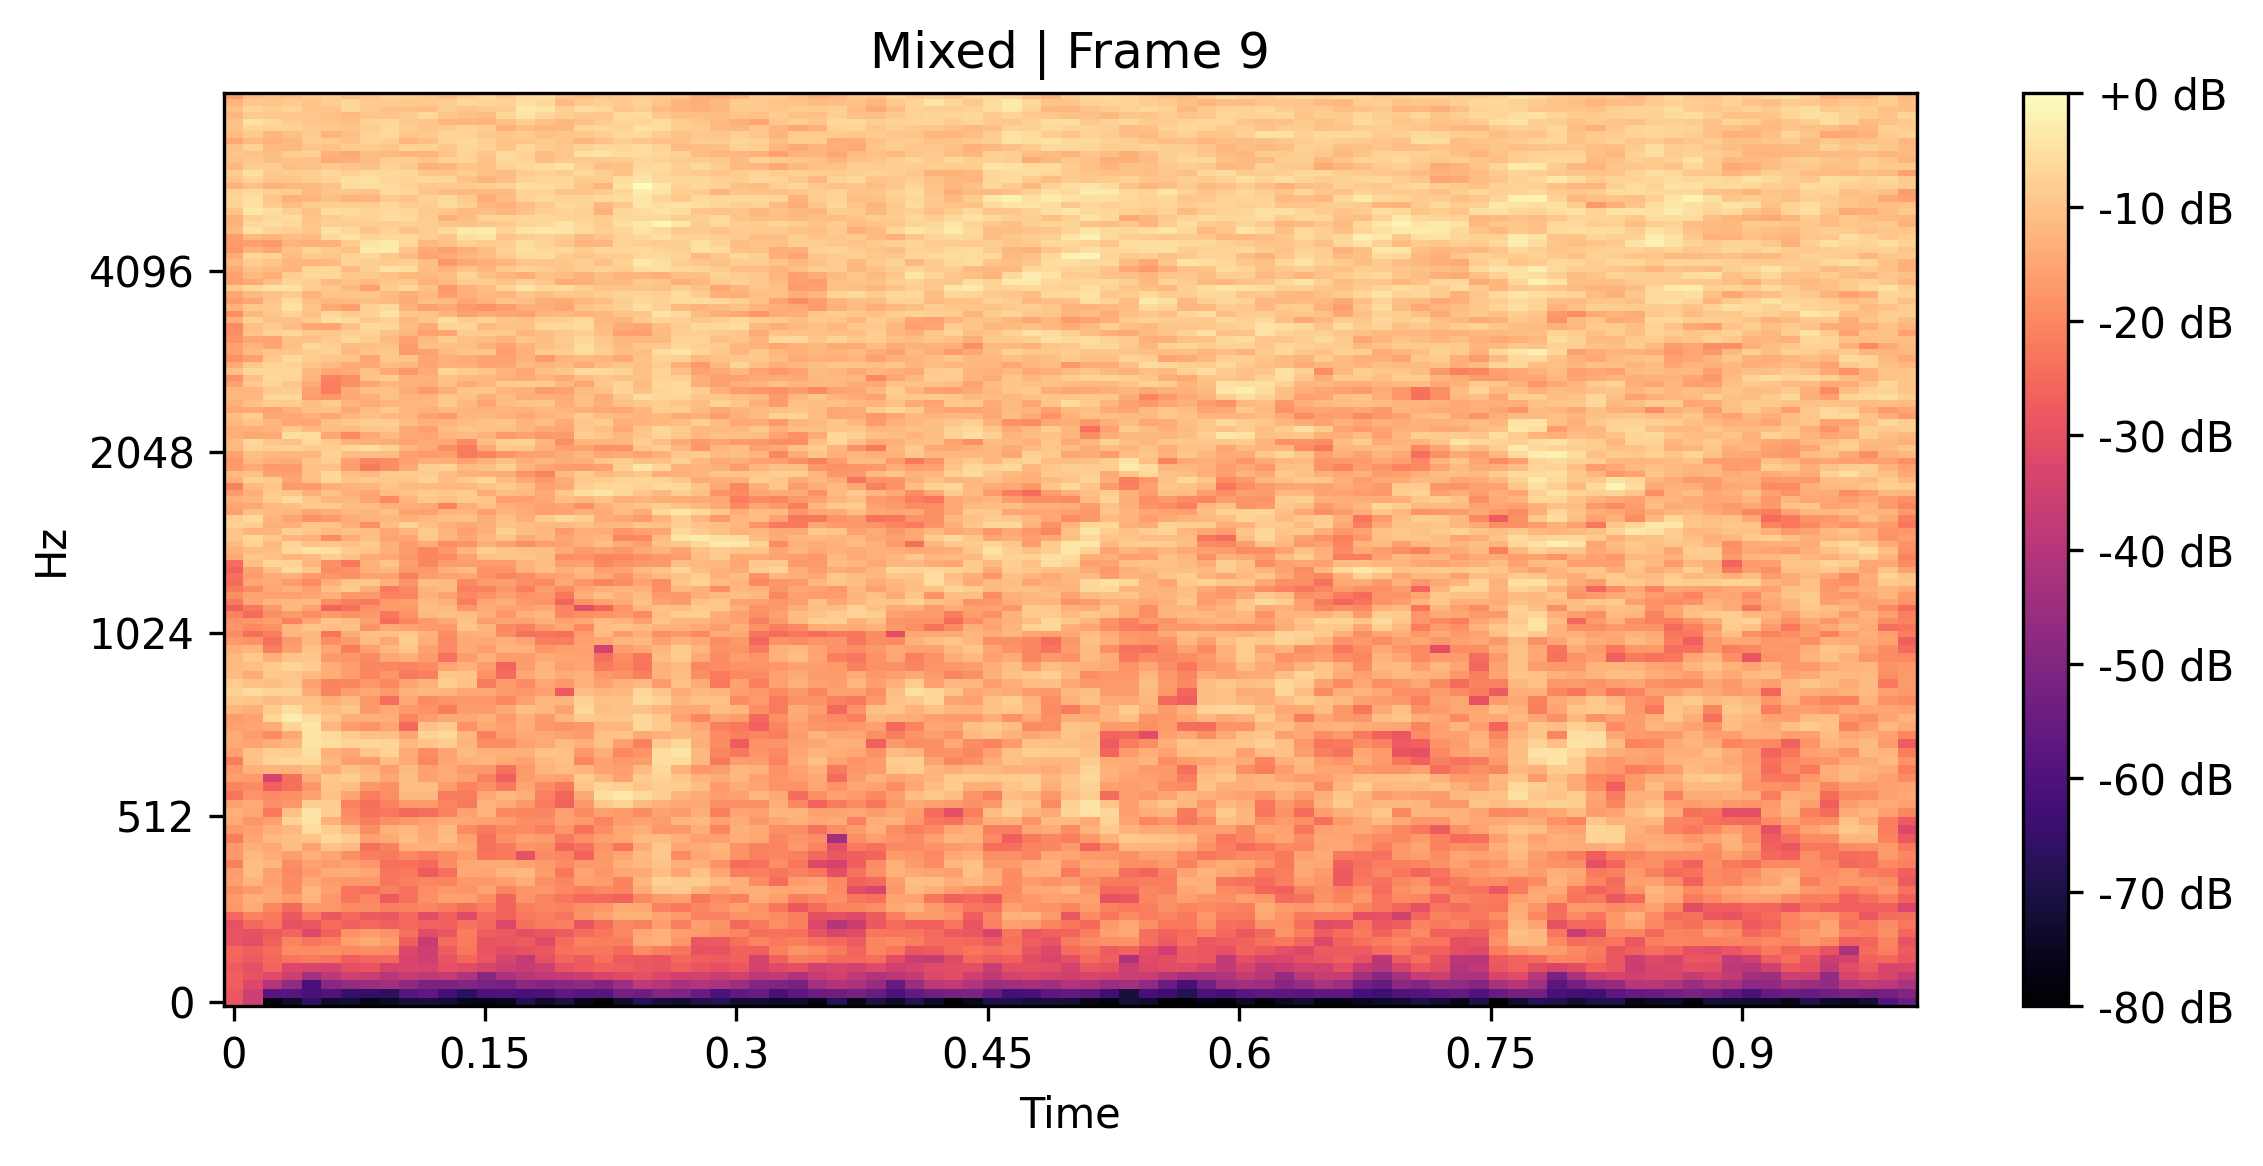 Mixed | Frame 9
+0 dB
-10 dB
-20 dB
-30 dB
-40 dB
-50 dB
-60 dB
-70 dB
-80 dB
4096
2048
1024
512
0
Hz
0 0.15 0.3 0.45 0.6 0.75 0.9
Time